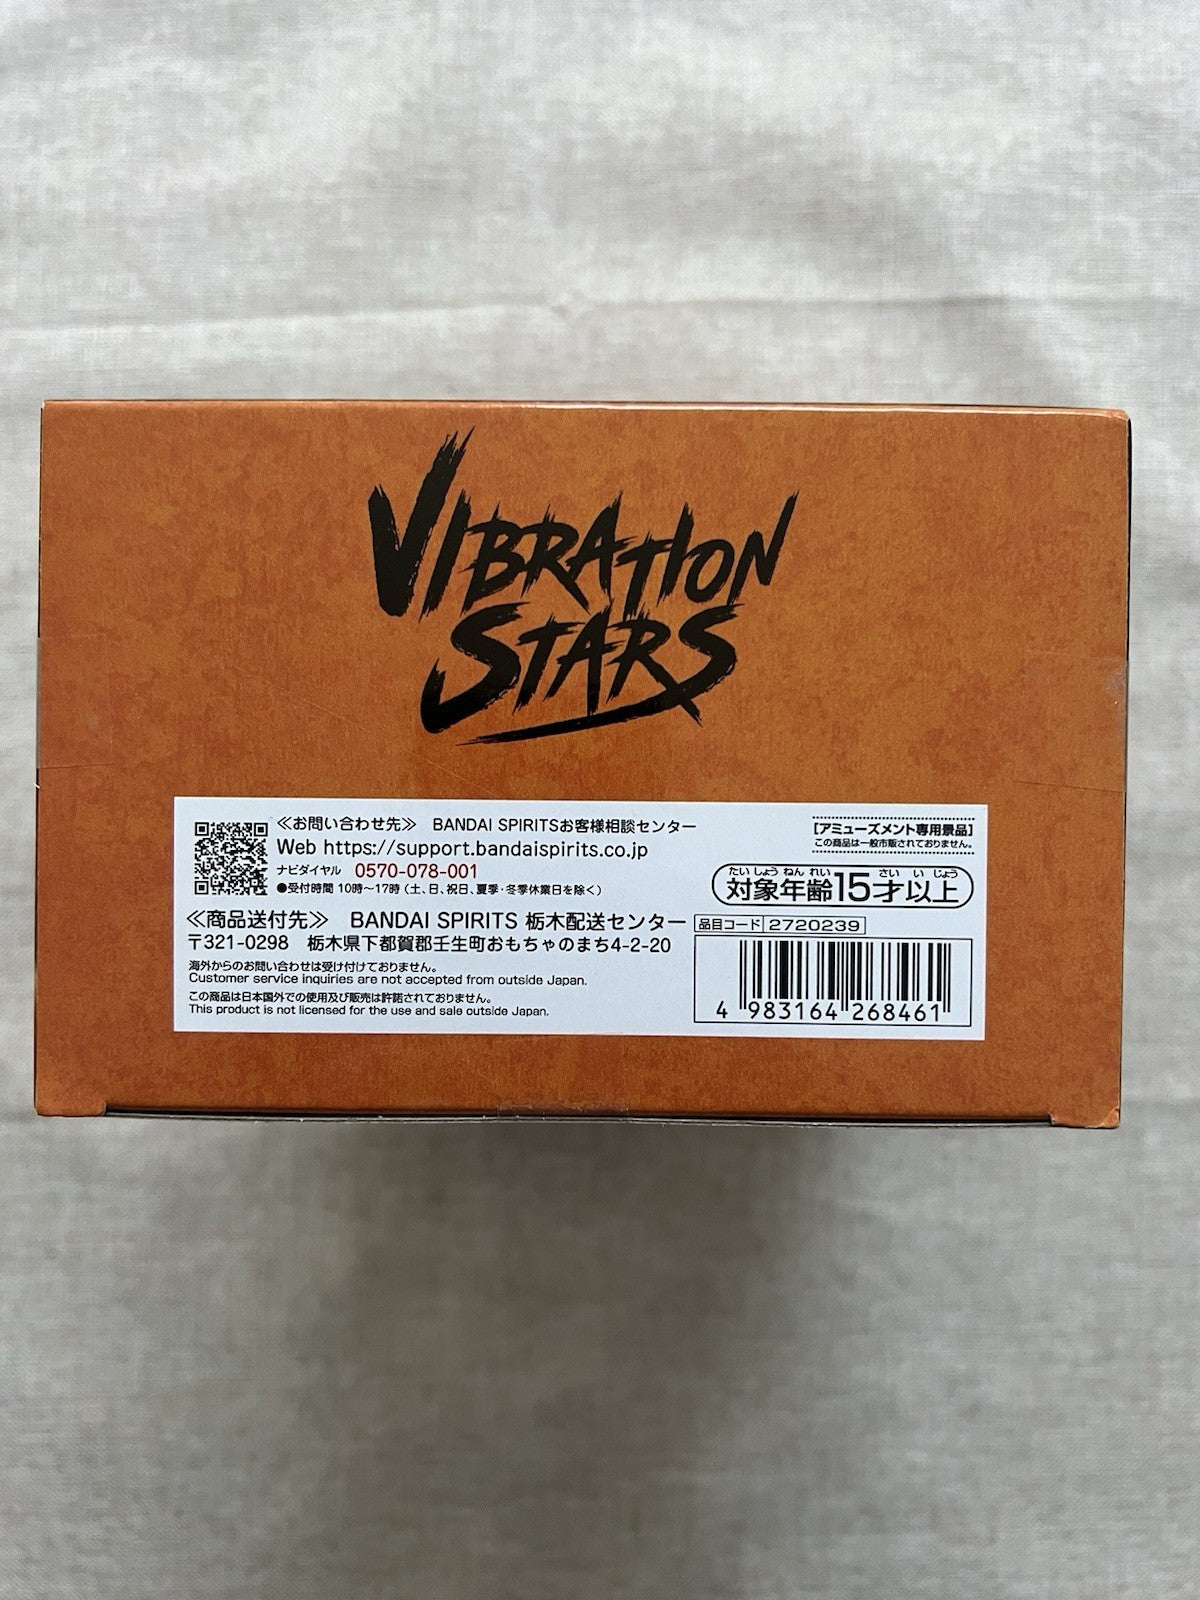 VIBRATION
STARS
≪お問い合わせ先≫ BANDAI SPIRITSお客様相談センター
Web https://support.bandaispirits.co.jp
ナビダイヤル 0570-078-001
●受付時間 10時~17時(土、日、祝日、夏季・冬季休業日を除く)
≪商品送付先≫ BANDAI SPIRITS 栃木配送センター
〒321-0298 栃木県下都賀郡壬生町おもちゃのまち4-2-20
海外からのお問い合わせは受け付けておりません。
Customer service inquiries are not accepted from outside Japan.
この商品は日本国外での使用及び販売は許諾されておりません。
This product is not licensed for the use and sale outside Japan.
[アミューズメント専用景品]
この商品は一般市販されておりません。
たいしょうねんれい さいいじょう
対象年齢15才以上
品目コード 2720239
4 983164 268461